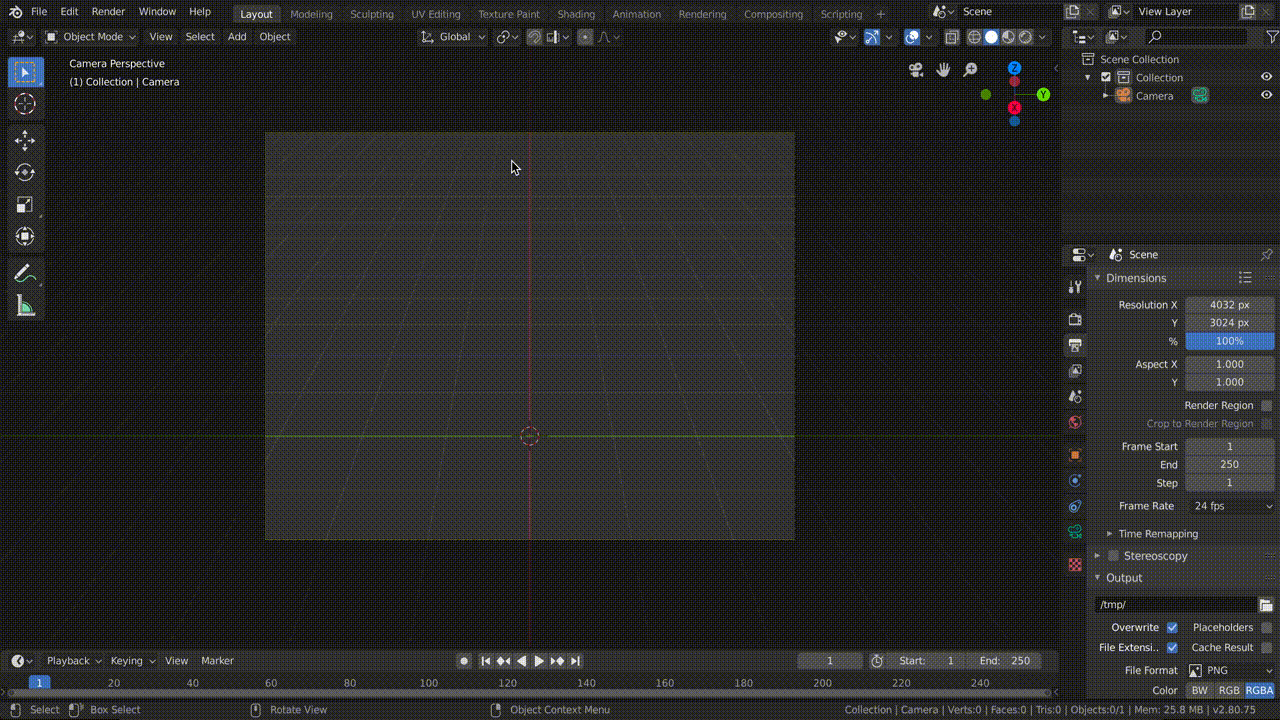 File Edit Render Window Help Layout Modeling Sculpting UV Editing Texture Paint Shading Animation Rendering Compositing Scripting + Scene View Layer
Object Mode View Select Add Object Global
Camera Perspective
(1) Collection | Camera
Z
Y
X
Scene Collection
Collection
Camera
Scene
Dimensions
Resolution X 4032 px
Y 3024 px
% 100%
Aspect X 1.000
Y 1.000
Render Region
Crop to Render Region
Frame Start 1
End 250
Step 1
Frame Rate 24 fps
Time Remapping
Stereoscopy
Output
/tmp/
Overwrite Placeholders
File Extensi.. Cache Result
File Format PNG
Color BW RGB RGBA
Playback Keying View Marker 1 Start: 1 End: 250
1 20 40 60 80 100 120 140 160 180 200 220 240
Select Box Select Rotate View Object Context Menu Collection | Camera | Verts:0 | Faces:0 | Tris:0 | Objects:0/1 | Mem: 25.8 MB | v2.80.75